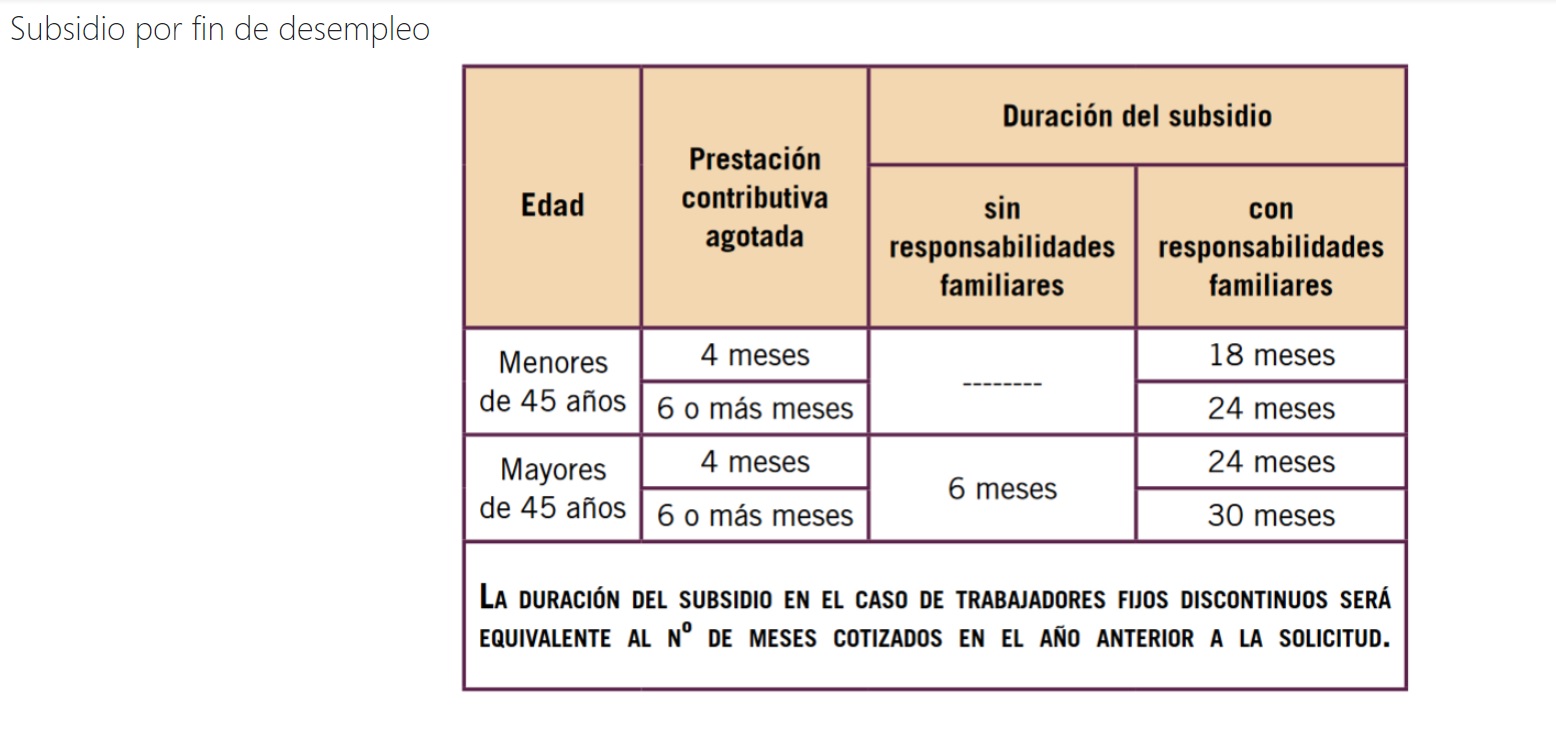 Subsidio por fin de desempleo
Edad
Prestación
contributiva
agotada
Duración del subsidio
sin
responsabilidades
familiares
con
responsabilidades
familiares
Menores
de 45 años
4 meses
--------
18 meses
6 o más meses
24 meses
Mayores
de 45 años
4 meses
6 meses
24 meses
6 o más meses
30 meses
LA DURACIÓN DEL SUBSIDIO EN EL CASO DE TRABAJADORES FIJOS DISCONTINUOS SERÁ
EQUIVALENTE AL Nº DE MESES COTIZADOS EN EL AÑO ANTERIOR A LA SOLICITUD.